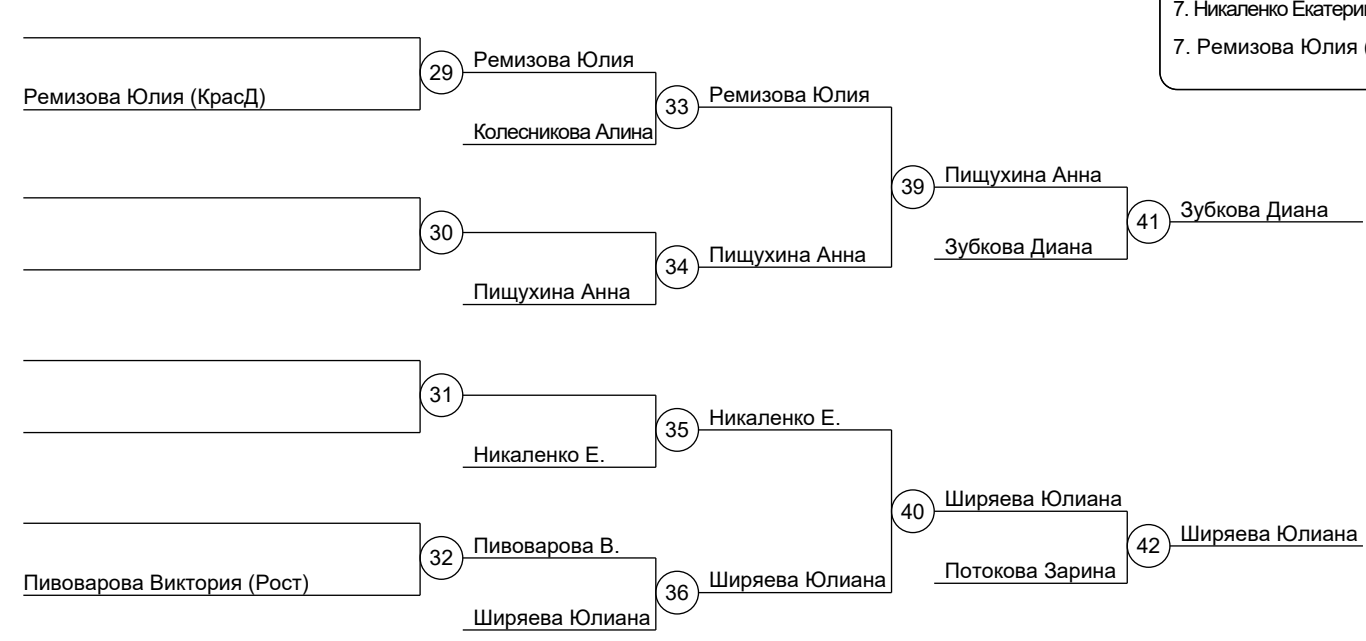 7. Никаленко Екатери
7. Ремизова Юлия (
29
Ремизова Юлия
Ремизова Юлия (КрасД)
33
Ремизова Юлия
Колесникова Алина
39
Пищухина Анна
30
41
Зубкова Диана
34
Пищухина Анна
Зубкова Диана
Пищухина Анна
31
35
Никаленко Е.
Никаленко Е.
40
Ширяева Юлиана
32
Пивоварова В.
42
Ширяева Юлиана
Пивоварова Виктория (Рост)
36
Ширяева Юлиана
Потокова Зарина
Ширяева Юлиана